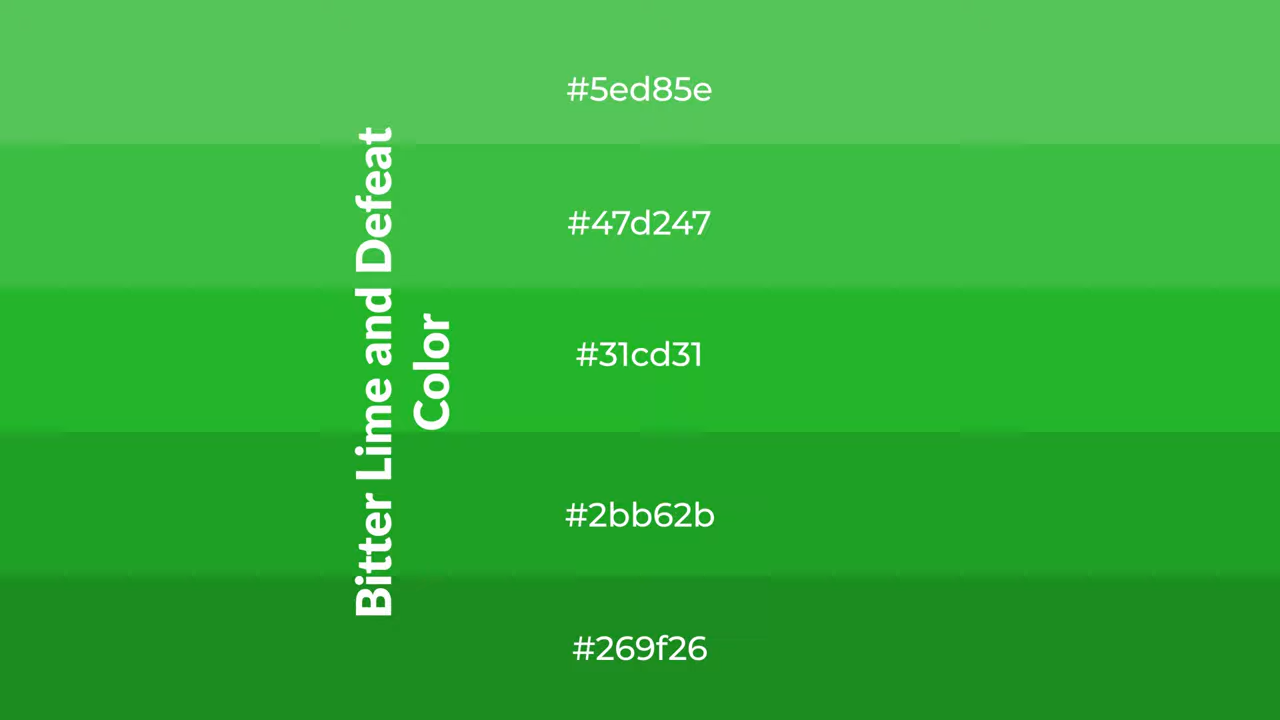 Bitter Lime and Defeat
Color
#5ed85e
#47d247
#31cd31
#2bb62b
#269f26